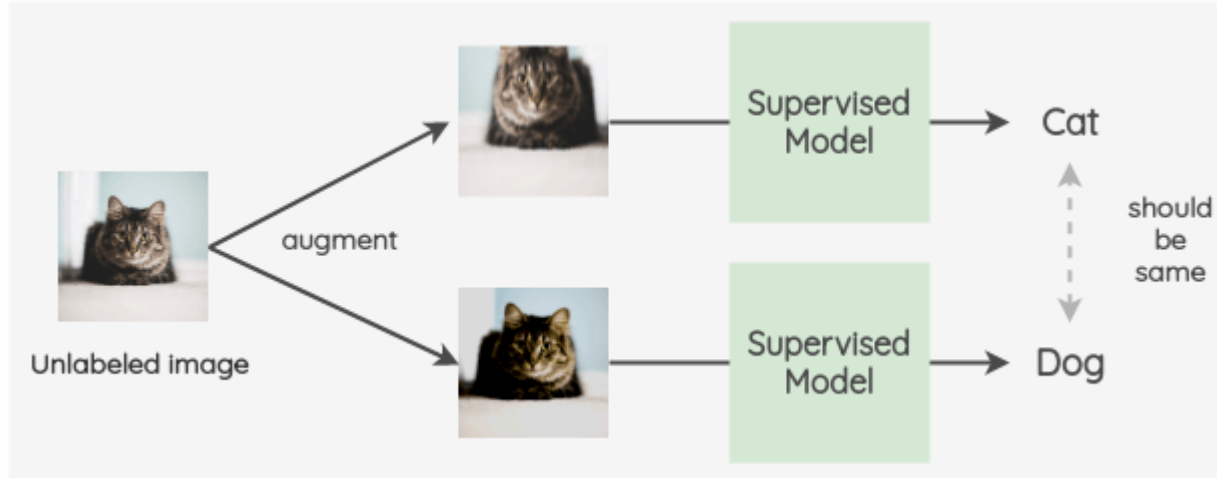 Unlabeled image
augment
Supervised
Model
Cat
should
be
same
Supervised
Model
Dog